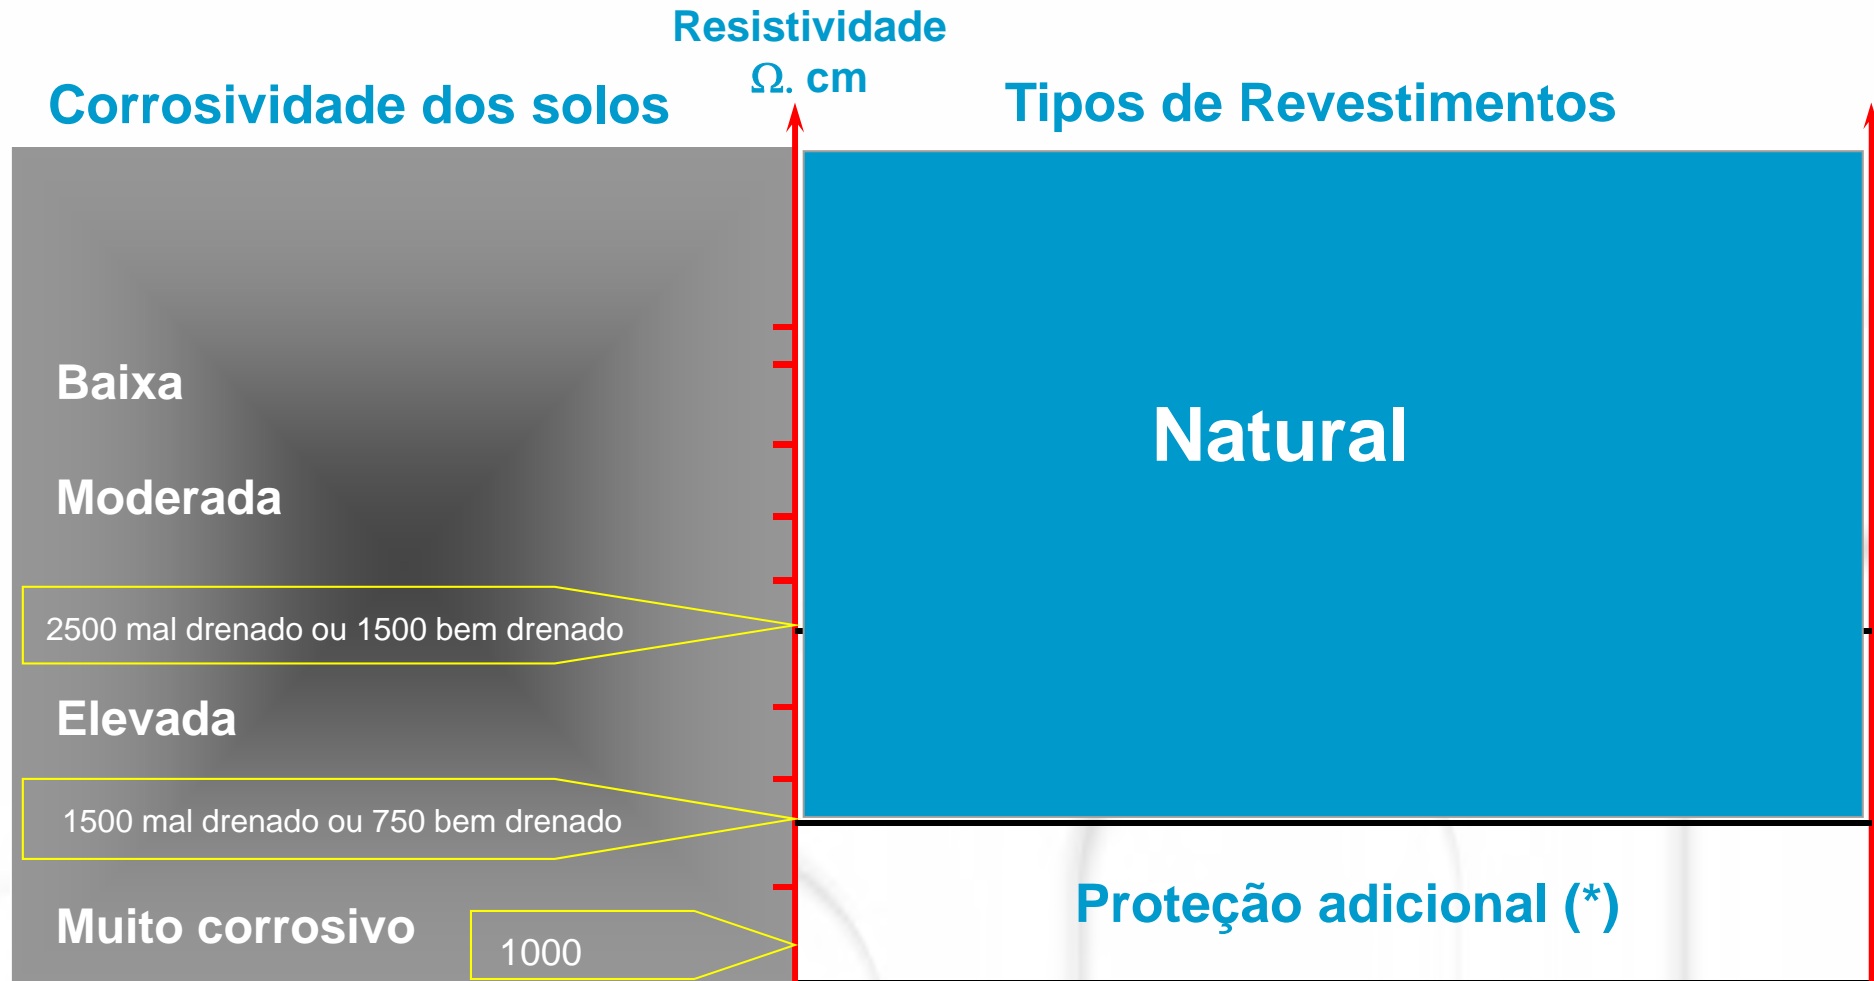 Resistividade
Ω. cm
Corrosividade dos solos
Tipos de Revestimentos
Baixa
Natural
Moderada
2500 mal drenado ou 1500 bem drenado
Elevada
1500 mal drenado ou 750 bem drenado
Proteção adicional (*)
Muito corrosivo
1000